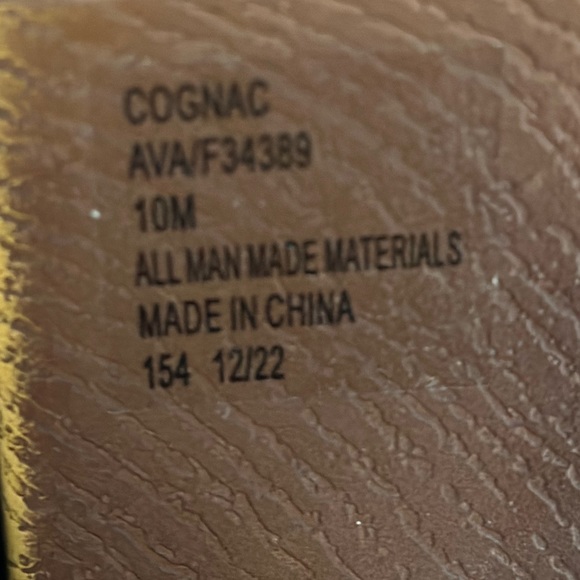 COGNAC
AVA/F34389
10M
ALL MAN MADE MATERIALS
MADE IN CHINA
154 12/22